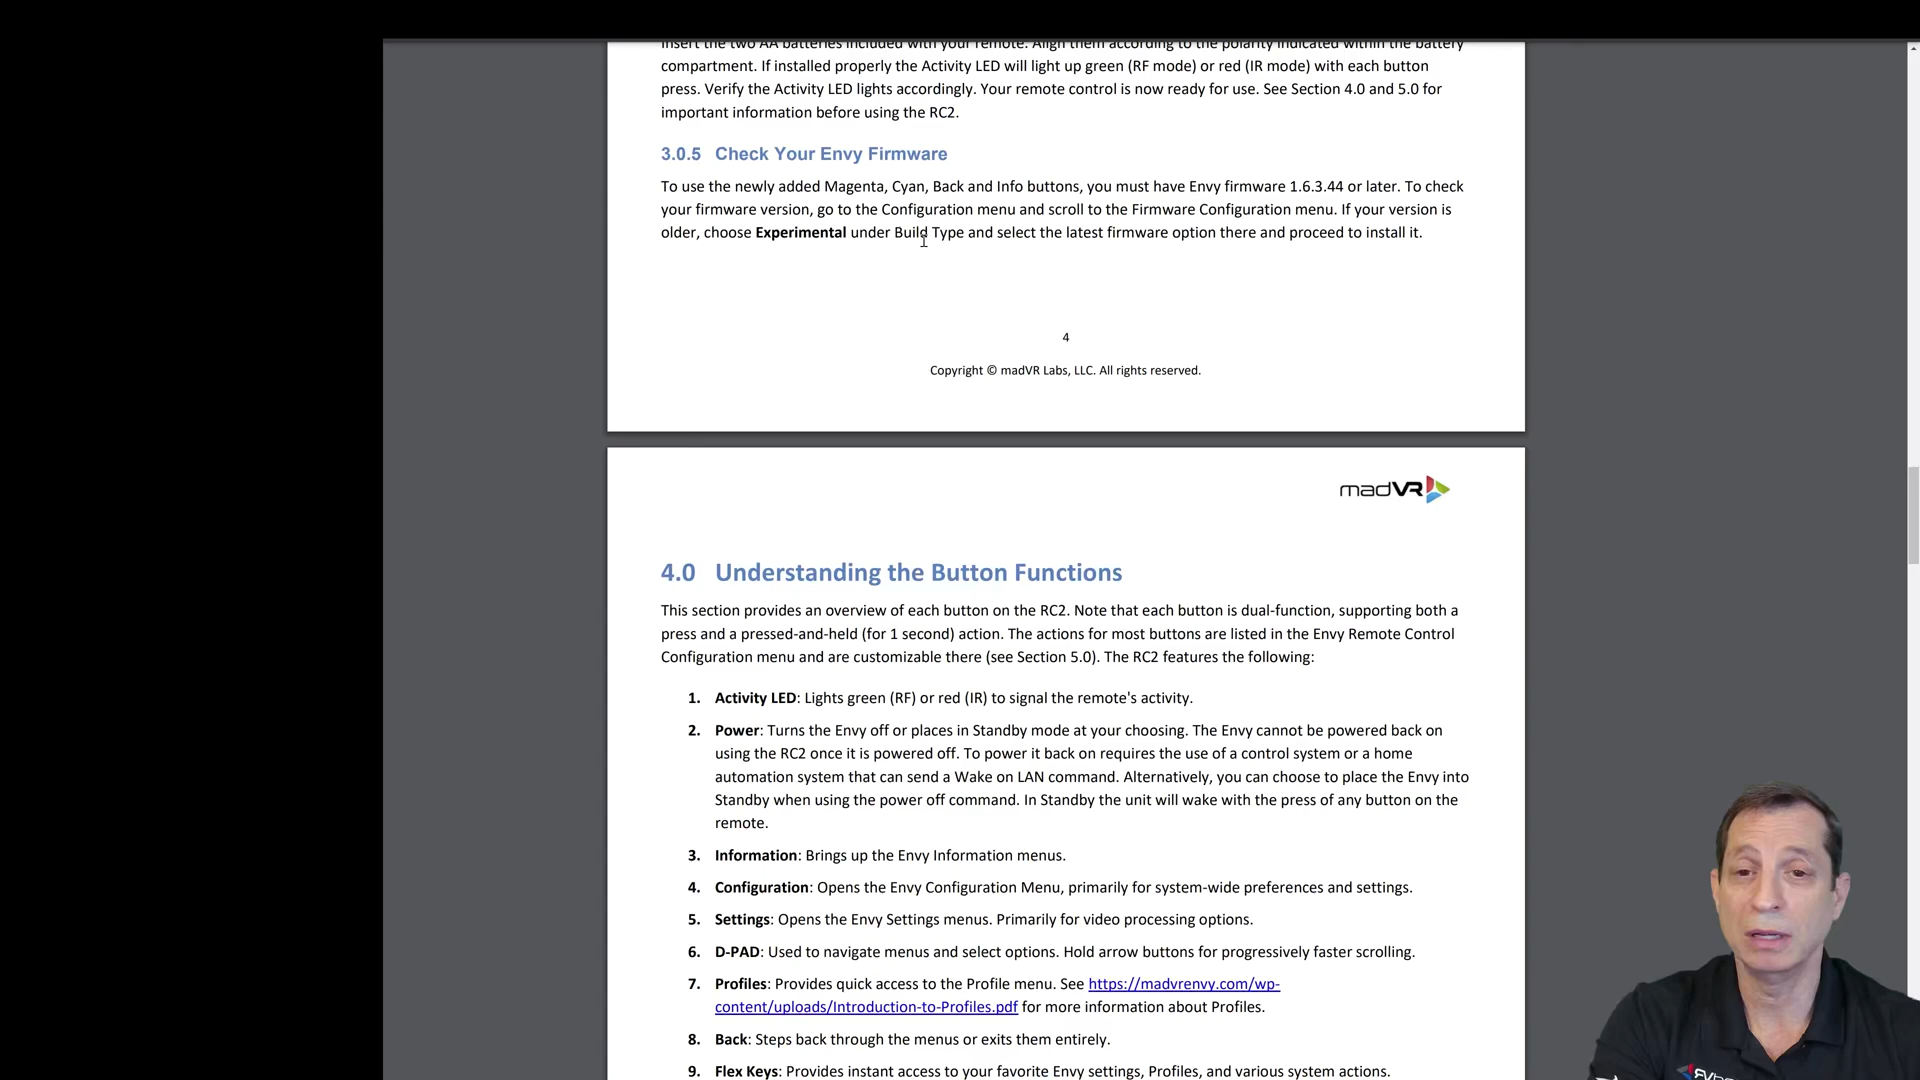 Insert the two AA batteries included with your remote. Align them according to the polarity indicated within the battery
compartment. If installed properly the Activity LED will light up green (RF mode) or red (IR mode) with each button
press. Verify the Activity LED lights accordingly. Your remote control is now ready for use. See Section 4.0 and 5.0 for
important information before using the RC2.
3.0.5 Check Your Envy Firmware
To use the newly added Magenta, Cyan, Back and Info buttons, you must have Envy firmware 1.6.3.44 or later. To check
your firmware version, go to the Configuration menu and scroll to the Firmware Configuration menu. If your version is
older, choose Experimental under Build Type and select the latest firmware option there and proceed to install it.
4
Copyright © madVR Labs, LLC. All rights reserved.
madVR
4.0 Understanding the Button Functions
This section provides an overview of each button on the RC2. Note that each button is dual-function, supporting both a
press and a pressed-and-held (for 1 second) action. The actions for most buttons are listed in the Envy Remote Control
Configuration menu and are customizable there (see Section 5.0). The RC2 features the following:
1. Activity LED: Lights green (RF) or red (IR) to signal the remote's activity.
2. Power: Turns the Envy off or places in Standby mode at your choosing. The Envy cannot be powered back on
using the RC2 once it is powered off. To power it back on requires the use of a control system or a home
automation system that can send a Wake on LAN command. Alternatively, you can choose to place the Envy into
Standby when using the power off command. In Standby the unit will wake with the press of any button on the
remote.
3. Information: Brings up the Envy Information menus.
4. Configuration: Opens the Envy Configuration Menu, primarily for system-wide preferences and settings.
5. Settings: Opens the Envy Settings menus. Primarily for video processing options.
6. D-PAD: Used to navigate menus and select options. Hold arrow buttons for progressively faster scrolling.
7. Profiles: Provides quick access to the Profile menu. See https://madvrenvy.com/wp-
content/uploads/Introduction-to-Profiles.pdf for more information about Profiles.
8. Back: Steps back through the menus or exits them entirely.
9. Flex Keys: Provides instant access to your favorite Envy settings, Profiles, and various system actions.